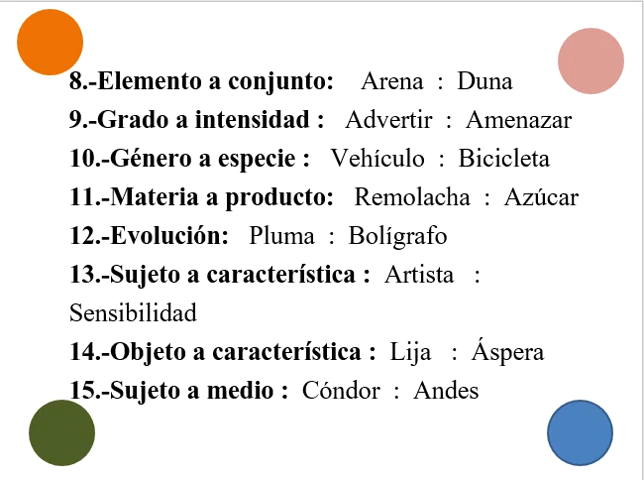 8.-Elemento a conjunto: Arena : Duna
9.-Grado a intensidad : Advertir : Amenazar
10.-Género a especie : Vehículo : Bicicleta
11.-Materia a producto: Remolacha : Azúcar
12.-Evolución: Pluma : Bolígrafo
13.-Sujeto a característica : Artista :
Sensibilidad
14.-Objeto a característica : Lija : Áspera
15.-Sujeto a medio : Cóndor : Andes